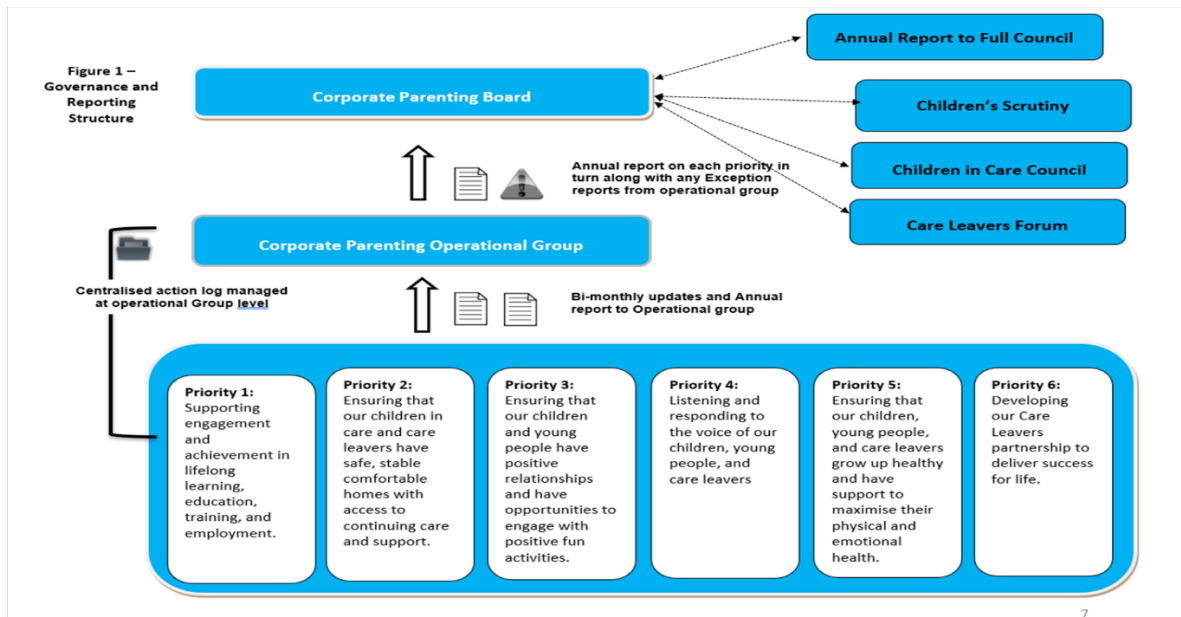 Figure 1 –
Governance and
Reporting
Structure
Corporate Parenting Board
Annual Report to Full Council
Children's Scrutiny
Children in Care Council
Care Leavers Forum
Annual report on each priority in
turn along with any Exception
reports from operational group
Corporate Parenting Operational Group
Centralised action log managed
at operational Group level
Bi-monthly updates and Annual
report to Operational group
Priority 1:
Supporting
engagement
and
achievement in
lifelong
learning,
education,
training, and
employment.
Priority 2:
Ensuring that
our children in
care and care
leavers have
safe, stable
comfortable
homes with
access to
continuing care
and support.
Priority 3:
Ensuring that
our children
and young
people have
positive
relationships
and have
opportunities to
engage with
positive fun
activities.
Priority 4:
Listening and
responding to
the voice of our
children, young
people, and
care leavers
Priority 5:
Ensuring that
our children,
young people,
and care leavers
grow up healthy
and have
support to
maximise their
physical and
emotional
health.
Priority 6:
Developing
our Care
Leavers
partnership to
deliver success
for life.
7